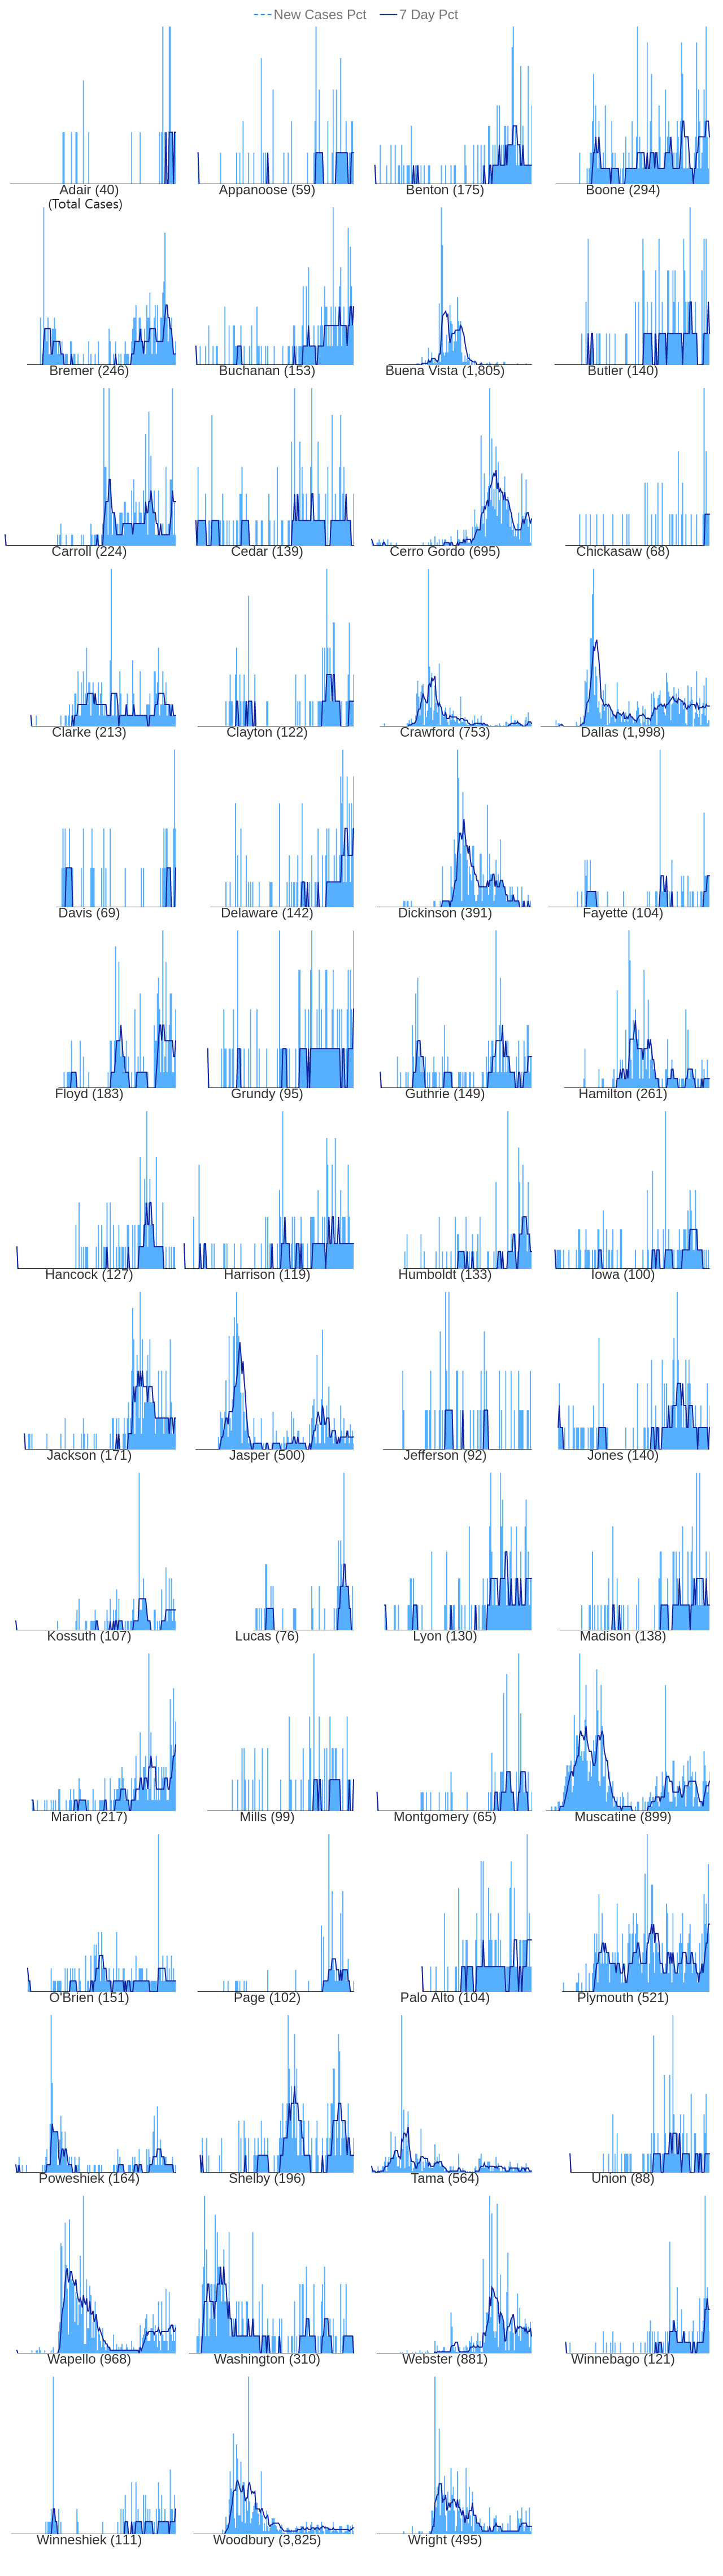 New Cases Pct 7 Day Pct
Adair (40) Appanoose (59) Benton (175) Boone (294)
(Total Cases)
Bremer (246) Buchanan (153) Buena Vista (1,805) Butler (140)
Carroll (224) Cedar (139) Cerro Gordo (695) Chickasaw (68)
Clarke (213) Clayton (122) Crawford (753) Dallas (1,998)
Davis (69) Delaware (142) Dickinson (391) Fayette (104)
Floyd (183) Grundy (95) Guthrie (149) Hamilton (261)
Hancock (127) Harrison (119) Humboldt (133) Iowa (100)
Jackson (171) Jasper (500) Jefferson (92) Jones (140)
Kossuth (107) Lucas (76) Lyon (130) Madison (138)
Marion (217) Mills (99) Montgomery (65) Muscatine (899)
O'Brien (151) Page (102) Palo Alto (104) Plymouth (521)
Poweshiek (164) Shelby (196) Tama (564) Union (88)
Wapello (968) Washington (310) Webster (881) Winnebago (121)
Winneshiek (111) Woodbury (3,825) Wright (495)